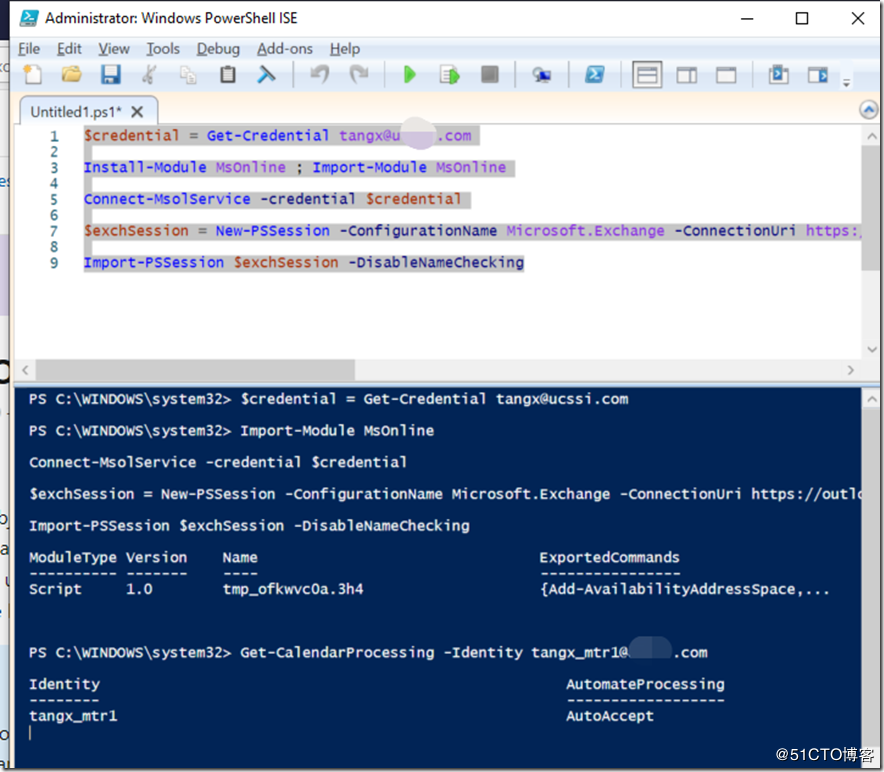 Administrator: Windows PowerShell ISE
File Edit View Tools Debug Add-ons Help
Untitled1.ps1*
1 $credential = Get-Credential tangx@u .com
2
3 Install-Module MsOnline ; Import-Module MsOnline
4
5 Connect-MsolService -credential $credential
6
7 $exchSession = New-PSSession -ConfigurationName Microsoft.Exchange -ConnectionUri https:/
8
9 Import-PSSession $exchSession -DisableNameChecking
PS C:\WINDOWS\system32> $credential = Get-Credential tangx@ucssi.com
PS C:\WINDOWS\system32> Import-Module MsOnline
Connect-MsolService -credential $credential
$exchSession = New-PSSession -ConfigurationName Microsoft.Exchange -ConnectionUri https://outlo
Import-PSSession $exchSession -DisableNameChecking
ModuleType Version Name ExportedCommands
---------- ------- ---- ----------------
Script 1.0 tmp_ofkwvc0a.3h4 {Add-AvailabilityAddressSpace,...
PS C:\WINDOWS\system32> Get-CalendarProcessing -Identity tangx_mtr1@ .com
Identity AutomateProcessing
-------- ------------------
tangx_mtr1 AutoAccept
@51CTO博客